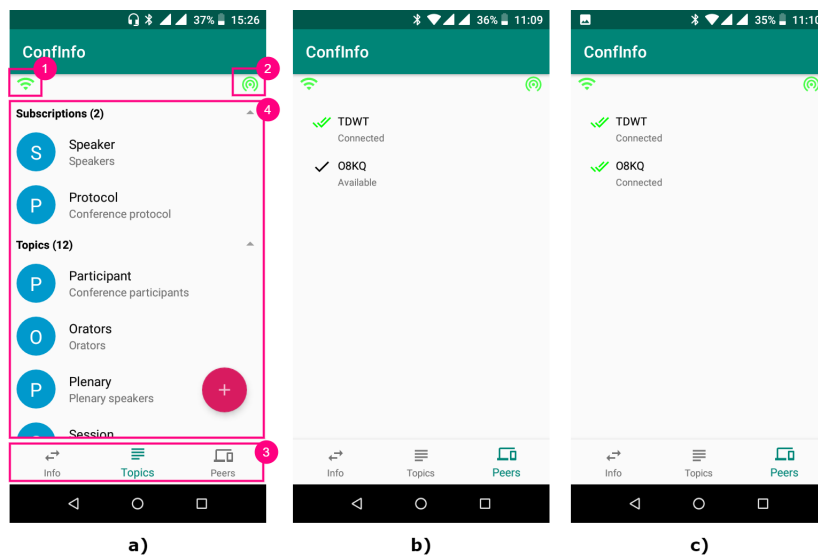 37% 15:26
ConfInfo
1
2
Subscriptions (2)
4
S
Speaker
Speakers
P
Protocol
Conference protocol
Topics (12)
P
Participant
Conference participants
O
Orators
Orators
P
Plenary
Plenary speakers
+
Session
3
Info
Topics
Peers
a)
36% 11:09
ConfInfo
TDWT
Connected
O8KQ
Available
Info
Topics
Peers
b)
35% 11:10
ConfInfo
TDWT
Connected
O8KQ
Connected
Info
Topics
Peers
c)